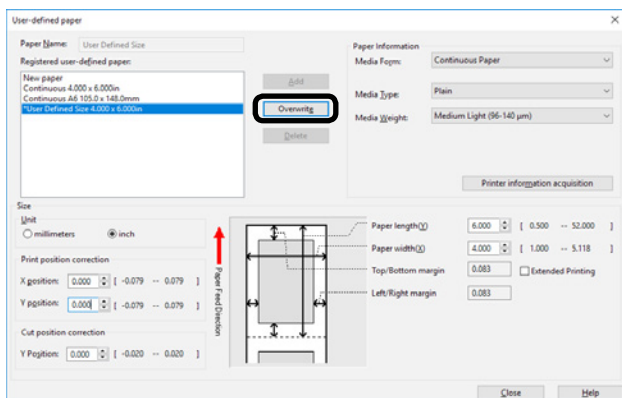 User-defined paper
Paper Name: User Defined Size
Registered user-defined paper:
New paper
Continuous 4.000 x 6.000in
Continuous A6 105.0 x 148.0mm
*User Defined Size 4.000 x 6.000in
Add
Overwrite
Delete
Paper Information
Media Form: Continuous Paper
Media Type: Plain
Media Weight: Medium Light (96-140 µm)
Printer information acquisition
Size
Unit
millimeters inch
Print position correction
X position: 0.000 [ -0.079 -- 0.079 ]
Y position: 0.000 [ -0.079 -- 0.079 ]
Cut position correction
Y Position: 0.000 [ -0.020 -- 0.020 ]
Paper Feed Direction
Paper length(Y) 6.000 [ 0.500 -- 52.000 ]
Paper width(X) 4.000 [ 1.000 -- 5.118 ]
Top/Bottom margin 0.083 Extended Printing
Left/Right margin 0.083
Close Help